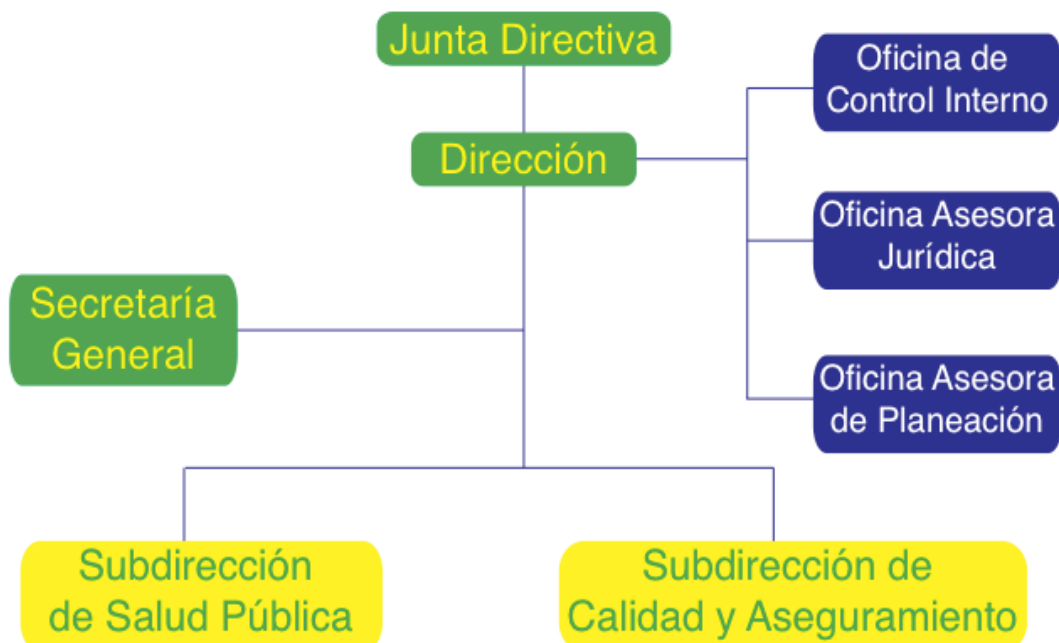 Junta Directiva
Dirección
Oficina de
Control Interno
Oficina Asesora
Jurídica
Oficina Asesora
de Planeación
Secretaría
General
Subdirección
de Salud Pública
Subdirección de
Calidad y Aseguramiento